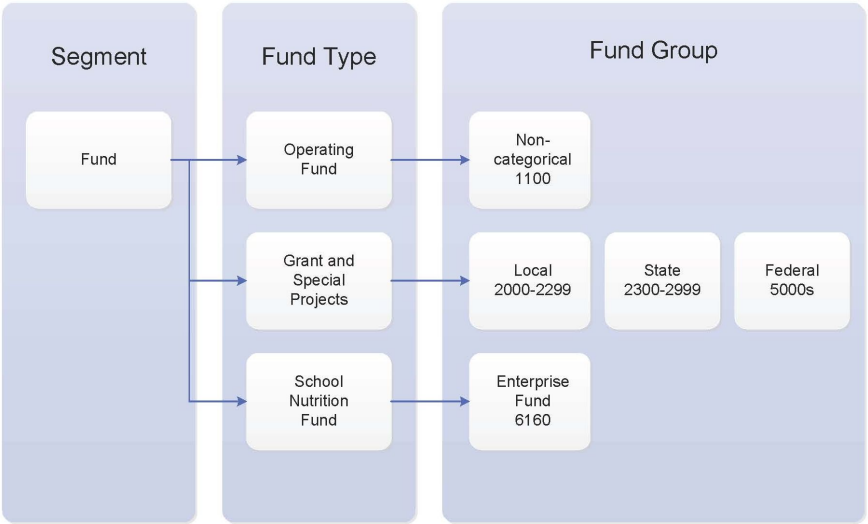 Segment
Fund Type
Fund Group
Fund
Operating
Fund
Non-
categorical
1100
Grant and
Special
Projects
Local
2000-2299
State
2300-2999
Federal
5000s
School
Nutrition
Fund
Enterprise
Fund
6160